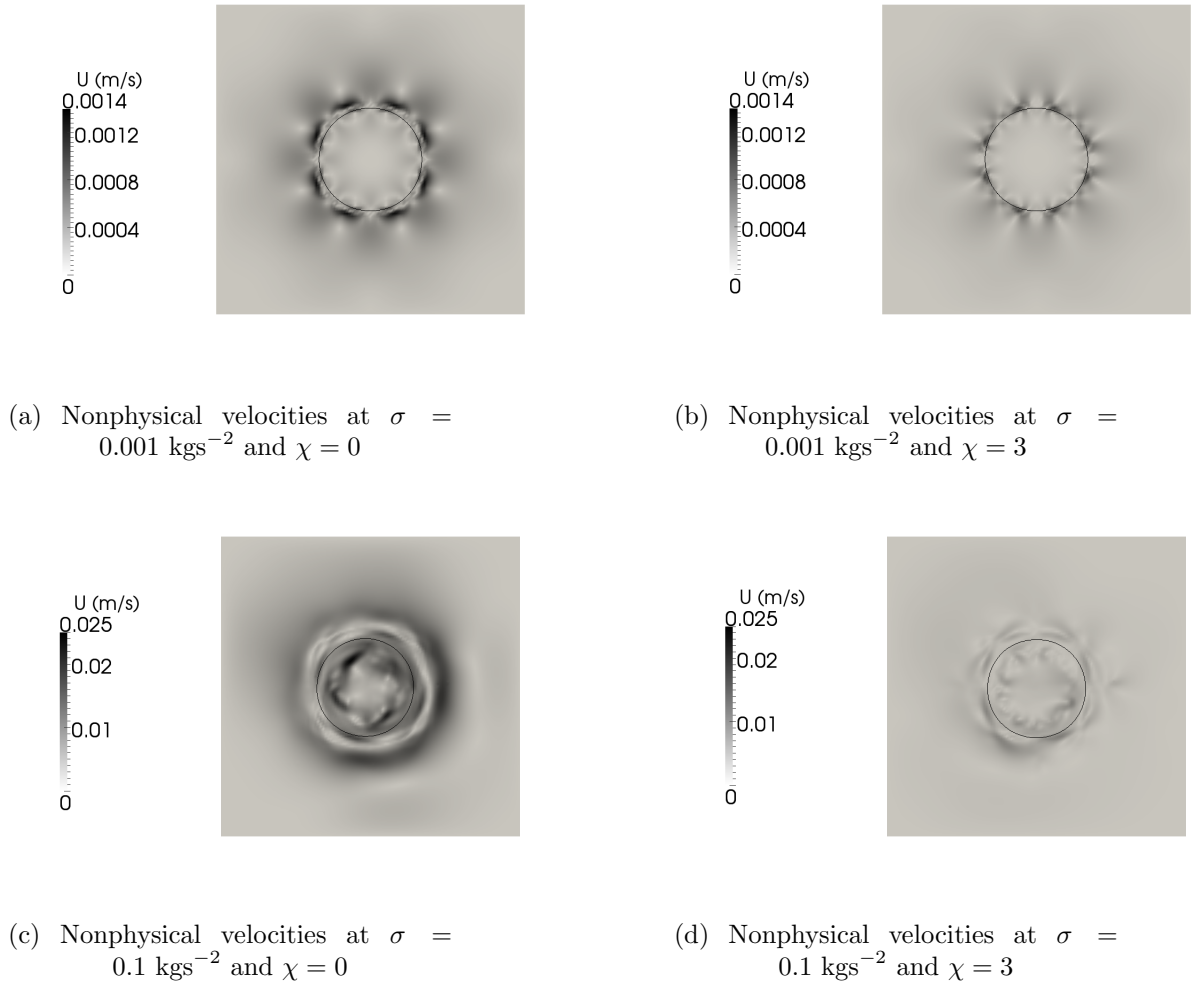 U (m/s)
0.0014
0.0012
0.0008
0.0004
0
U (m/s)
0.0014
0.0012
0.0008
0.0004
0
(a) Nonphysical velocities at σ =
0.001 kgs⁻² and χ = 0
(b) Nonphysical velocities at σ =
0.001 kgs⁻² and χ = 3
U (m/s)
0.025
0.02
0.01
0
U (m/s)
0.025
0.02
0.01
0
(c) Nonphysical velocities at σ =
0.1 kgs⁻² and χ = 0
(d) Nonphysical velocities at σ =
0.1 kgs⁻² and χ = 3